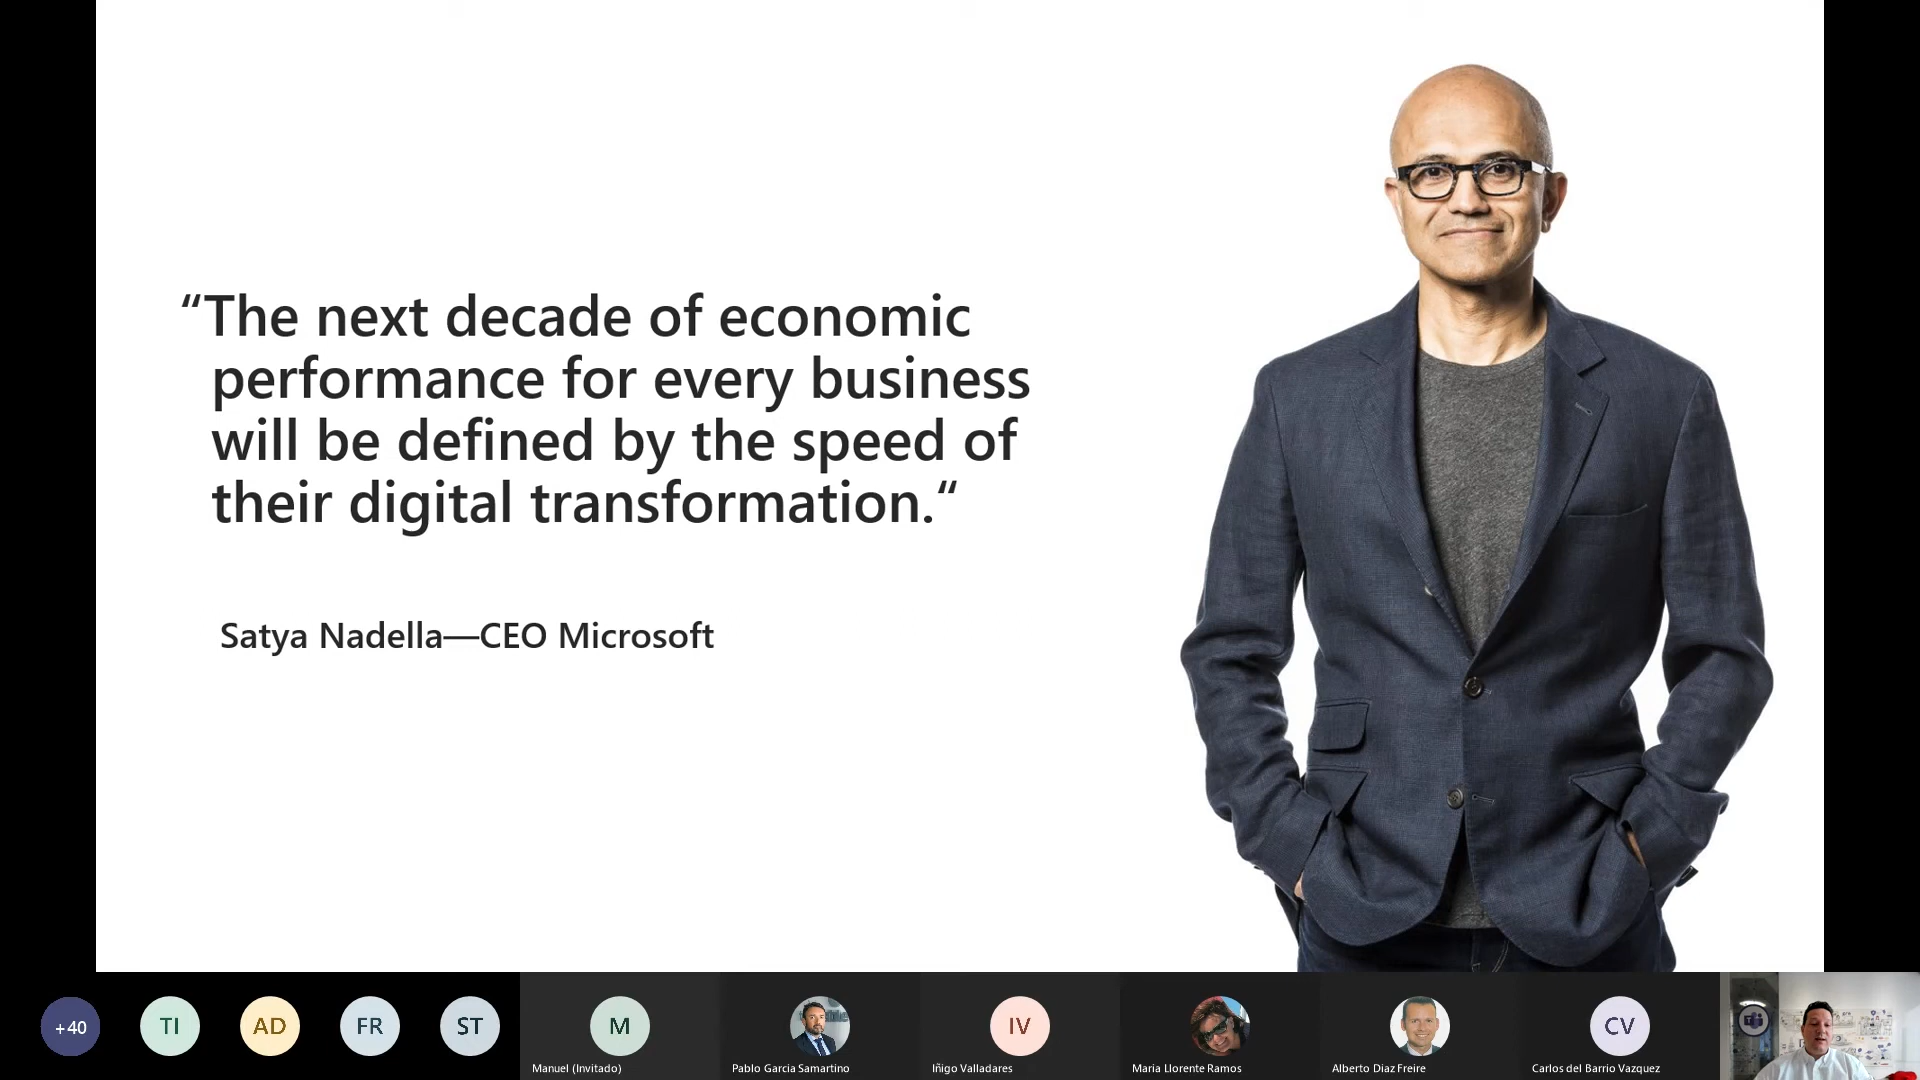 “The next decade of economic
performance for every business
will be defined by the speed of
their digital transformation.“
Satya Nadella—CEO Microsoft
+40
TI
AD
FR
ST
M
IV
CV
Manuel (Invitado)
Pablo Garcia Samartino
Iñigo Valladares
Maria Llorente Ramos
Alberto Diaz Freire
Carlos del Barrio Vazquez